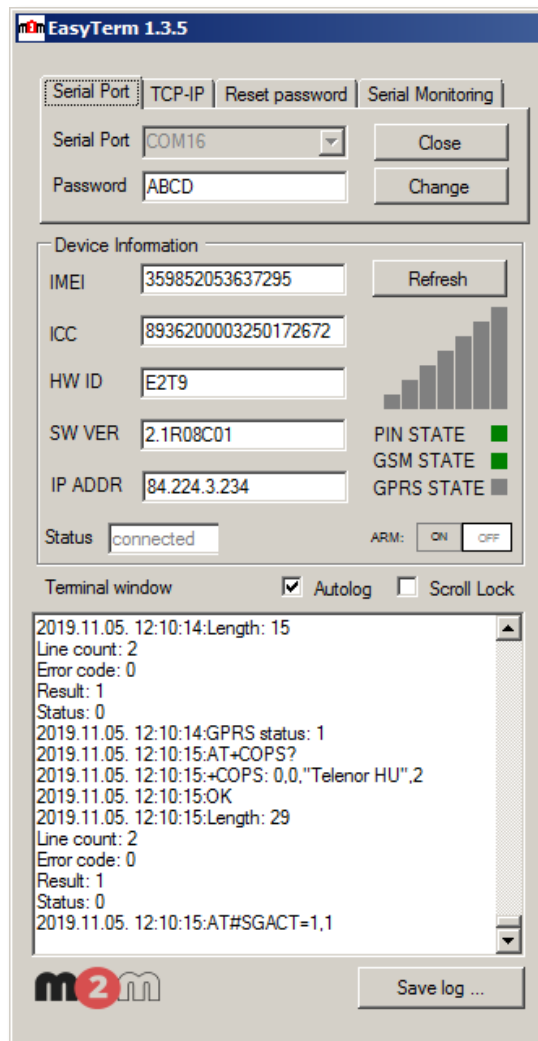 m2m EasyTerm 1.3.5
Serial Port TCP-IP Reset password Serial Monitoring
Serial Port COM16 Close
Password ABCD Change
Device Information
IMEI 359852053637295 Refresh
ICC 8936200003250172672
HW ID E2T9
SW VER 2.1R08C01 PIN STATE
GSM STATE
IP ADDR 84.224.3.234 GPRS STATE
Status connected ARM: ON OFF
Terminal window Autolog Scroll Lock
2019.11.05. 12:10:14:Length: 15
Line count: 2
Error code: 0
Result: 1
Status: 0
2019.11.05. 12:10:14:GPRS status: 1
2019.11.05. 12:10:15:AT+COPS?
2019.11.05. 12:10:15:+COPS: 0,0,"Telenor HU",2
2019.11.05. 12:10:15:OK
2019.11.05. 12:10:15:Length: 29
Line count: 2
Error code: 0
Result: 1
Status: 0
2019.11.05. 12:10:15:AT#SGACT=1,1
m2m Save log ...